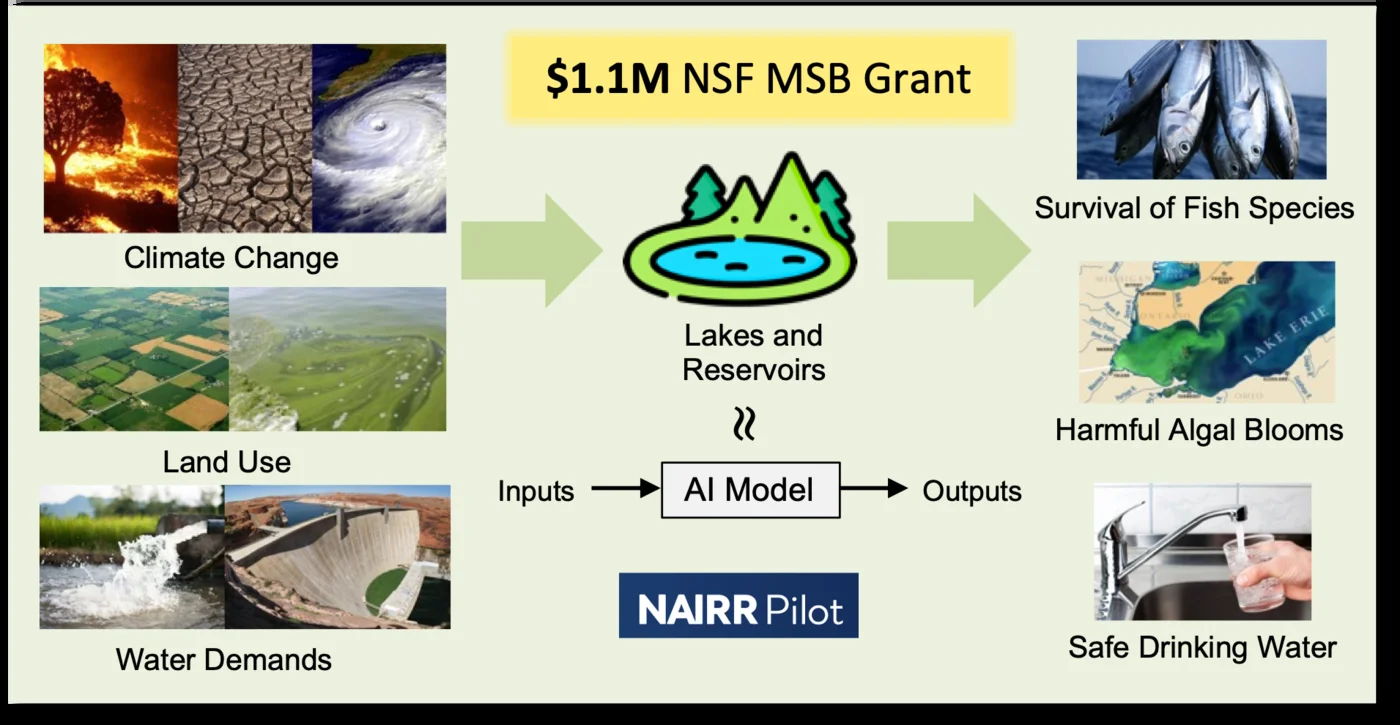 $1.1M NSF MSB Grant
Climate Change
Land Use
Water Demands
Lakes and
Reservoirs
≈
Inputs
AI Model
Outputs
NAIRR Pilot
Survival of Fish Species
LAKE ERIE
Harmful Algal Blooms
Safe Drinking Water